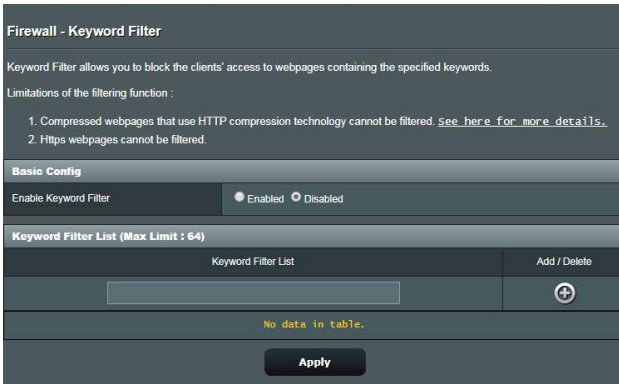 Firewall - Keyword Filter
Keyword Filter allows you to block the clients' access to webpages containing the specified keywords.
Limitations of the filtering function :
1. Compressed webpages that use HTTP compression technology cannot be filtered. See here for more details.
2. Https webpages cannot be filtered.
Basic Config
Enable Keyword Filter Enabled Disabled
Keyword Filter List (Max Limit : 64)
Keyword Filter List Add / Delete
No data in table.
Apply